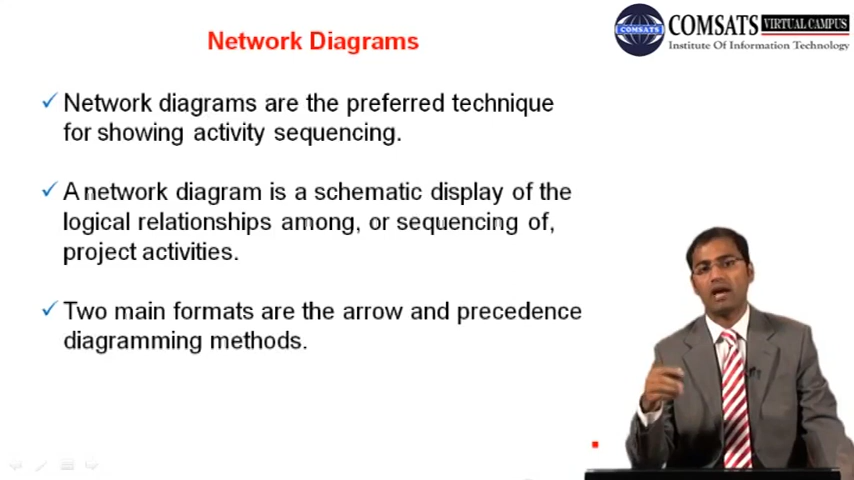 Network Diagrams
COMSATS VIRTUAL CAMPUS
Institute Of Information Technology
COMSATS
✓ Network diagrams are the preferred technique
for showing activity sequencing.
✓ A network diagram is a schematic display of the
logical relationships among, or sequencing of,
project activities.
✓ Two main formats are the arrow and precedence
diagramming methods.